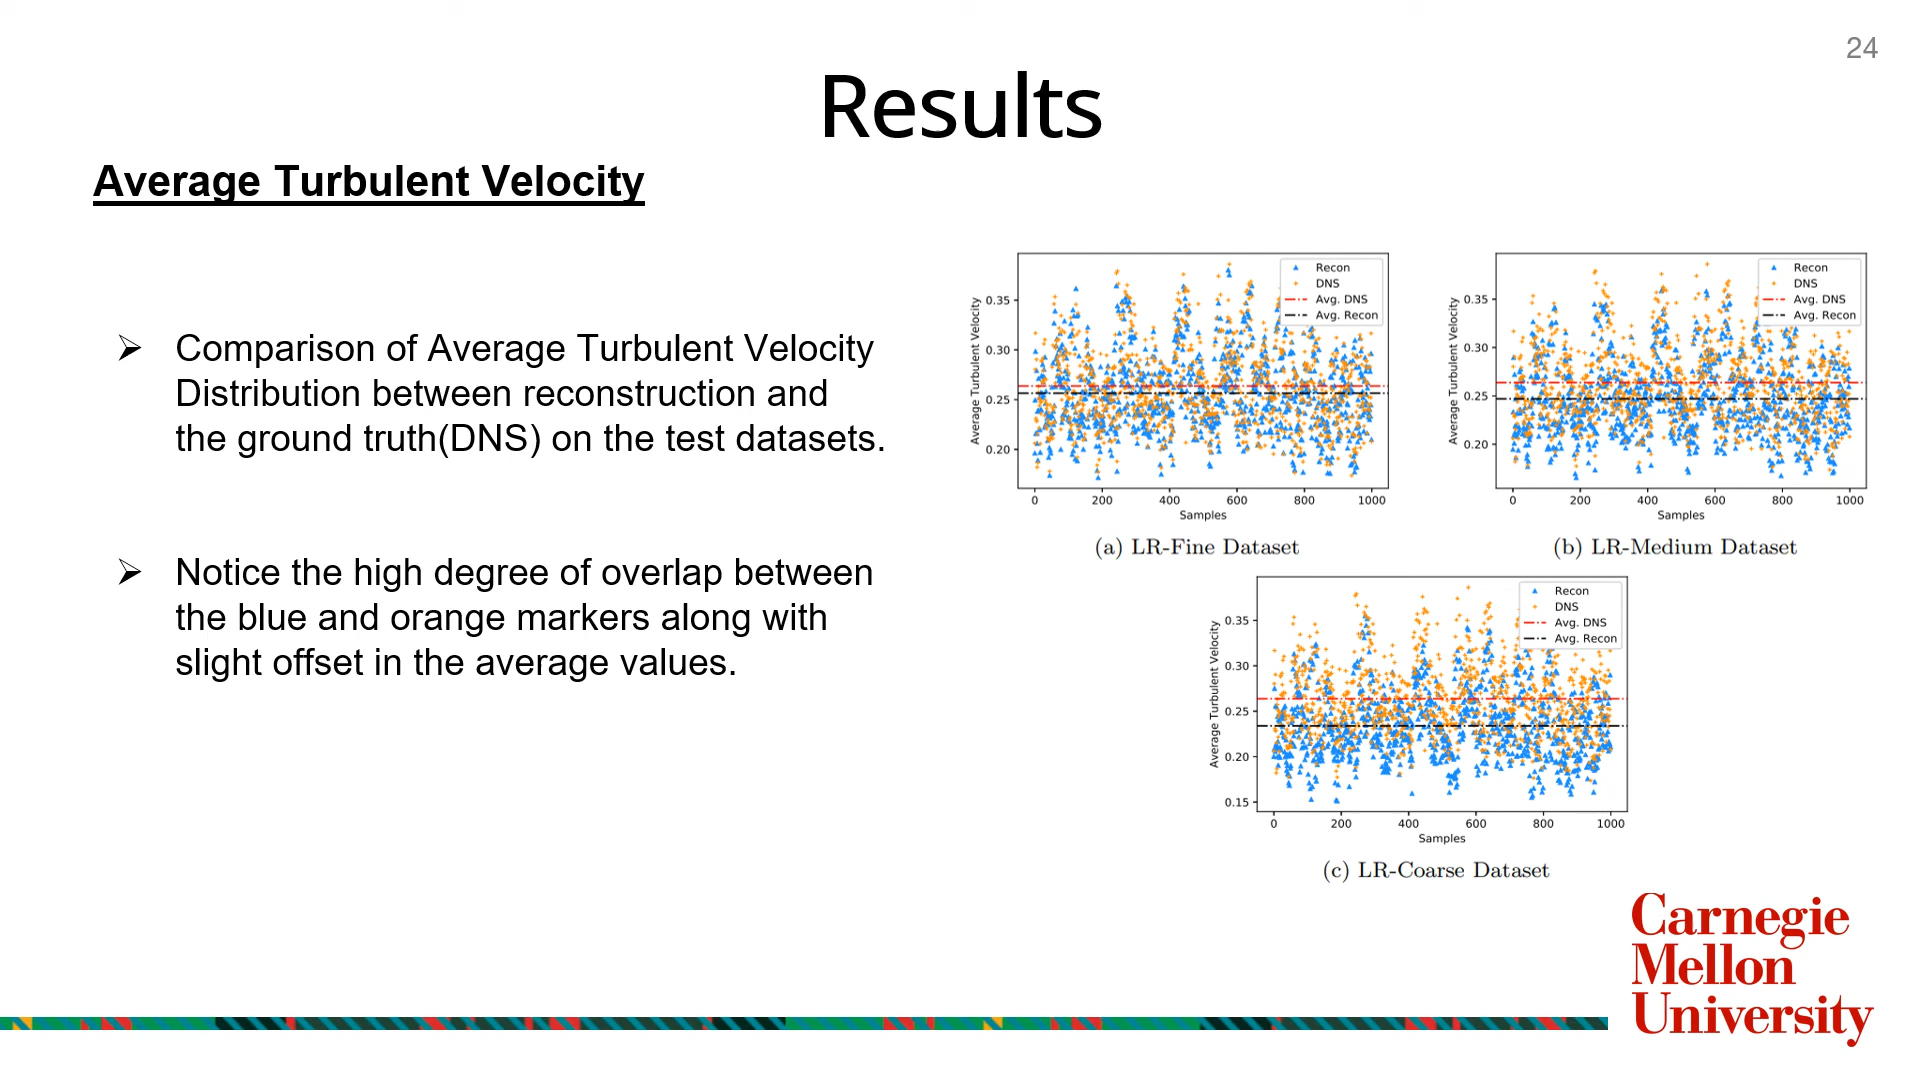 24
Results
Average Turbulent Velocity
➢ Comparison of Average Turbulent Velocity
Distribution between reconstruction and
the ground truth(DNS) on the test datasets.
➢ Notice the high degree of overlap between
the blue and orange markers along with
slight offset in the average values.
Average Turbulent Velocity
0.35
0.30
0.25
0.20
Recon
DNS
Avg. DNS
Avg. Recon
0 200 400 600 800 1000
Samples
(a) LR-Fine Dataset
Average Turbulent Velocity
0.35
0.30
0.25
0.20
Recon
DNS
Avg. DNS
Avg. Recon
0 200 400 600 800 1000
Samples
(b) LR-Medium Dataset
Average Turbulent Velocity
0.35
0.30
0.25
0.20
0.15
Recon
DNS
Avg. DNS
Avg. Recon
0 200 400 600 800 1000
Samples
(c) LR-Coarse Dataset
Carnegie
Mellon
University